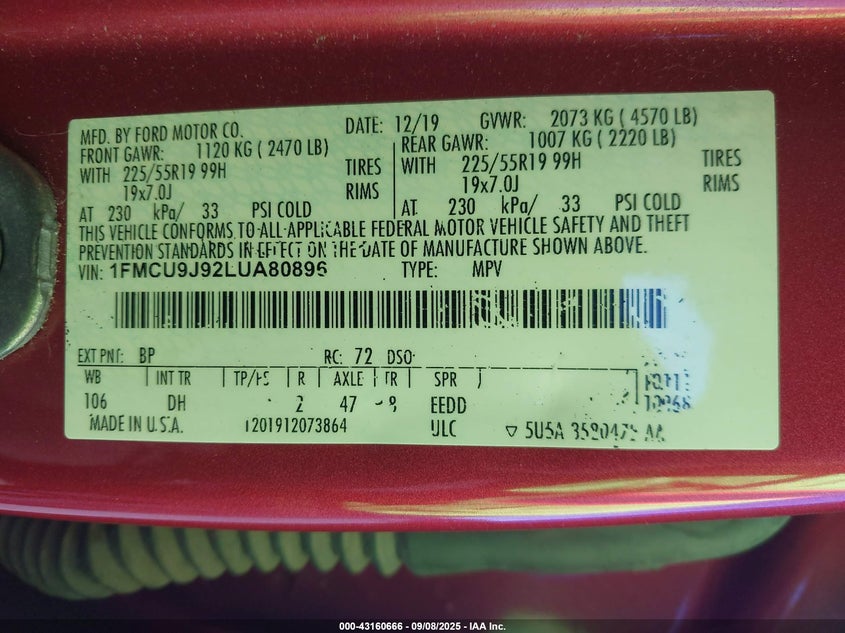 MFD. BY FORD MOTOR CO. DATE: 12/19 GVWR: 2073 KG ( 4570 LB)
FRONT GAWR: 1120 KG ( 2470 LB) REAR GAWR: 1007 KG ( 2220 LB)
WITH 225/55R19 99H TIRES WITH 225/55R19 99H TIRES
19x7.0J RIMS 19x7.0J RIMS
AT 230 kPa/ 33 PSI COLD AT 230 kPa/ 33 PSI COLD
THIS VEHICLE CONFORMS TO ALL APPLICABLE FEDERAL MOTOR VEHICLE SAFETY AND THEFT
PREVENTION STANDARDS IN EFFECT ON THE DATE OF MANUFACTURE SHOWN ABOVE.
VIN: 1FMCU9J92LUA80896 TYPE: MPV
EXT PNT: BP RC: 72 DSO:
WB INT TR TP/PS R AXLE TR SPR
106 DH 2 47 8 EEDD
MADE IN U.S.A. ULC 5U5A
000-43160666 - 09/08/2025 - IAA Inc.